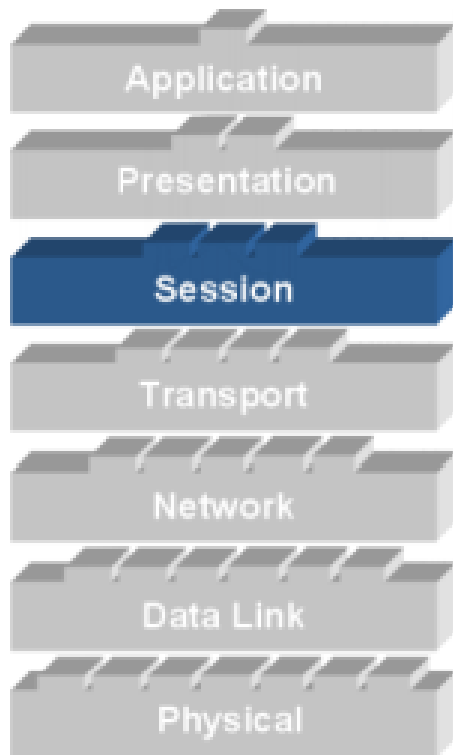 Application
Presentation
Session
Transport
Network
Data Link
Physical